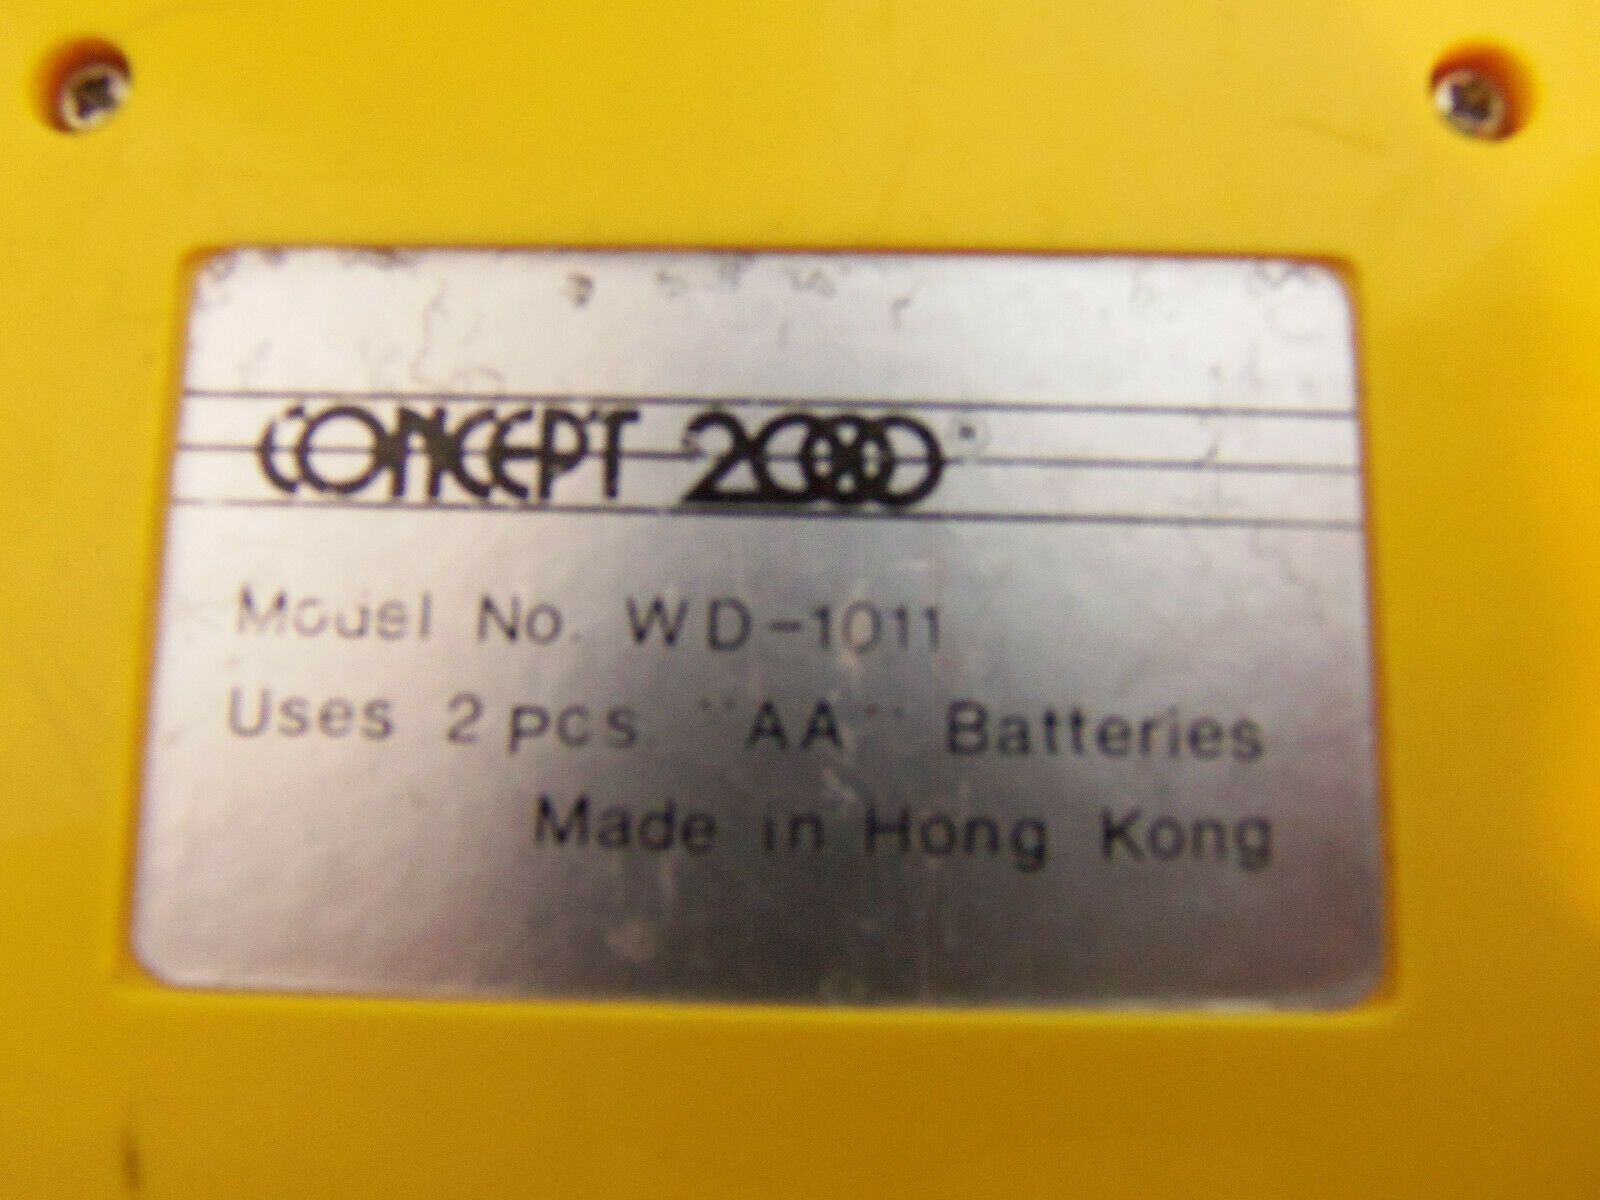 CONCEPT 2000 ®
Model No. WD-1011
Uses 2 pcs. "AA" Batteries
Made in Hong Kong